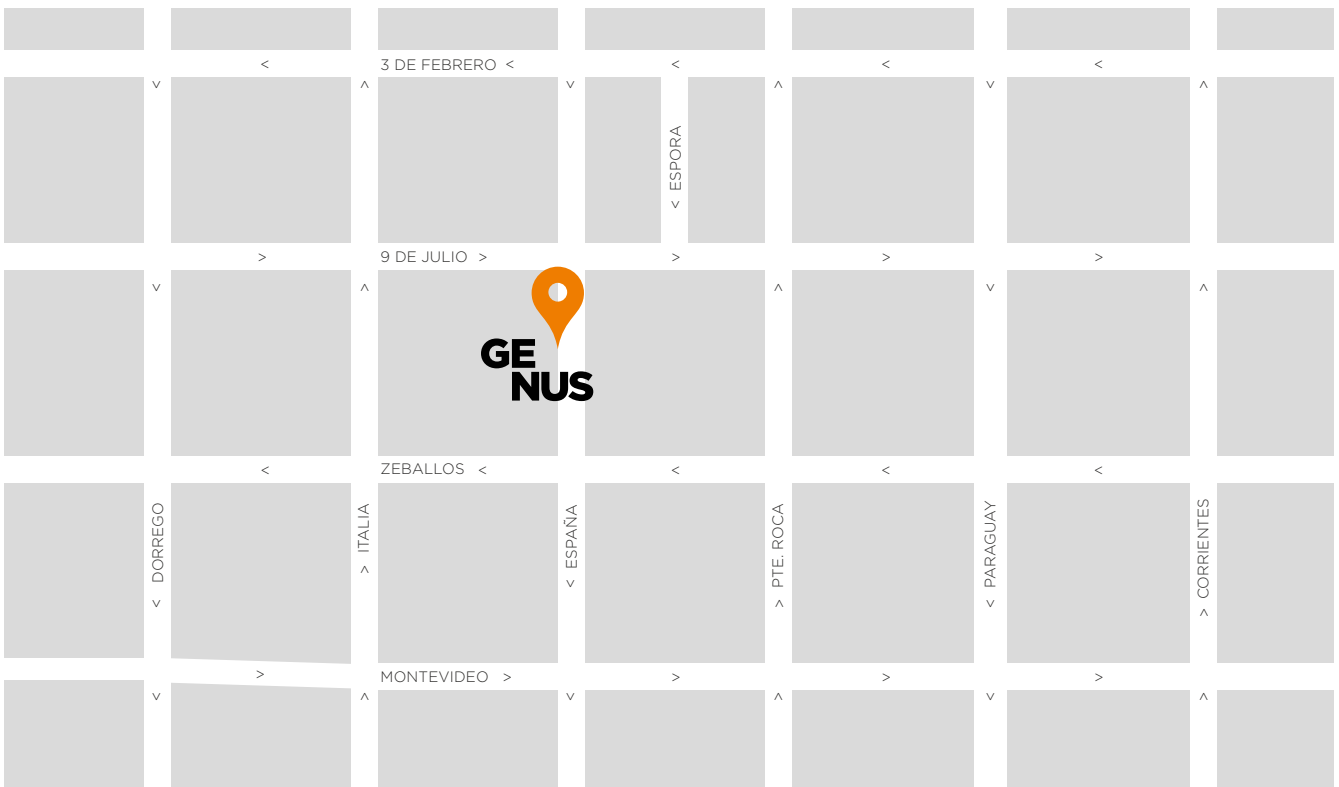 3 DE FEBRERO <
ESPORA
9 DE JULIO >
GE
NUS
ZEBALLOS <
DORREGO
ITALIA
ESPAÑA
PTE. ROCA
PARAGUAY
CORRIENTES
MONTEVIDEO >